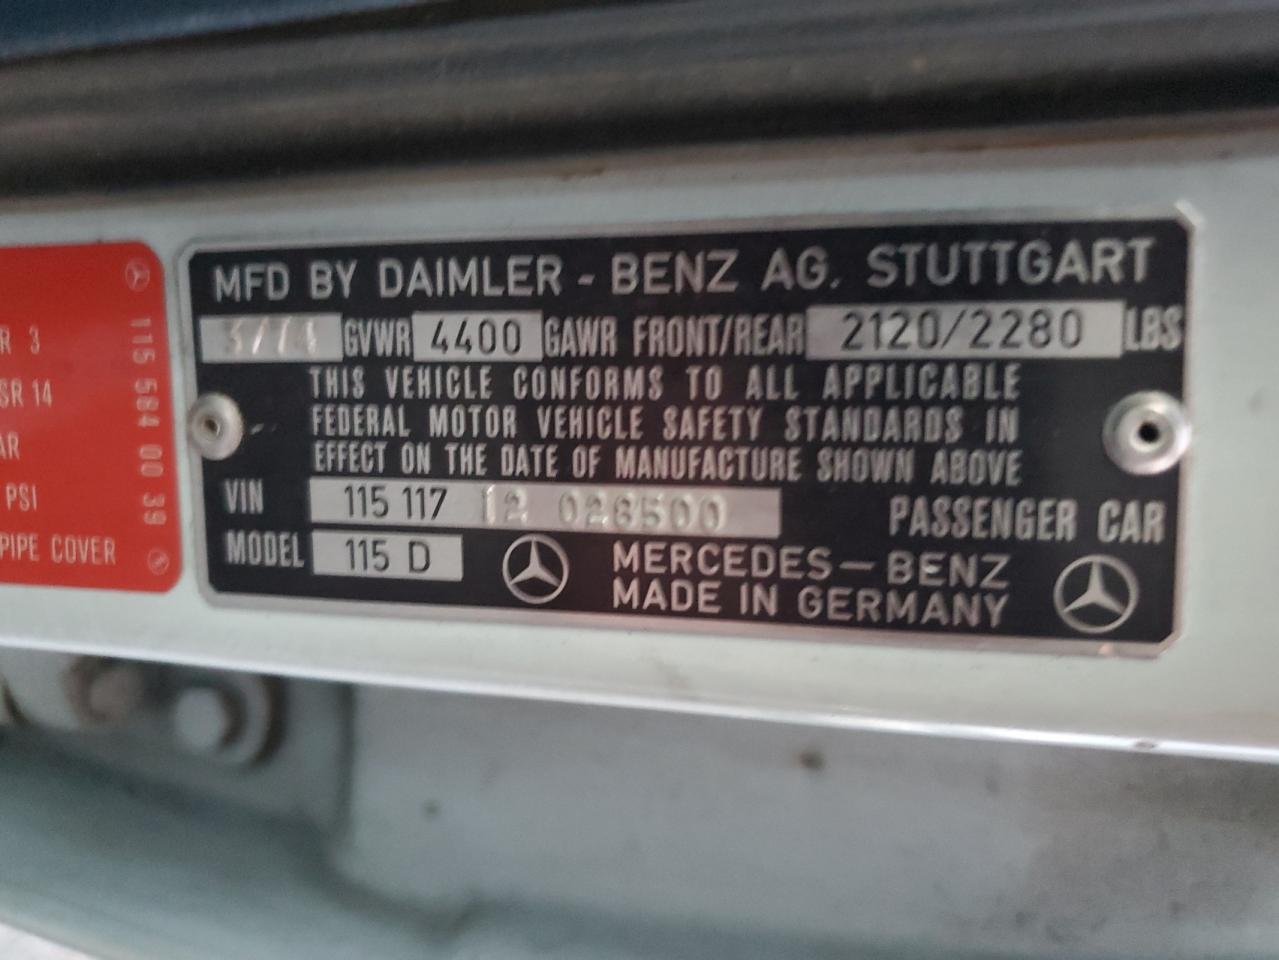 MFD BY DAIMLER - BENZ AG. STUTTGART
GVWR 4400 GAWR FRONT/REAR 2120/2280 LBS
THIS VEHICLE CONFORMS TO ALL APPLICABLE
FEDERAL MOTOR VEHICLE SAFETY STANDARDS IN
EFFECT ON THE DATE OF MANUFACTURE SHOWN ABOVE
VIN 115 117 12 028500 PASSENGER CAR
MODEL 115 D MERCEDES-BENZ
MADE IN GERMANY
R 3
SR 14
AR
PSI
PIPE COVER
115 584 00 39